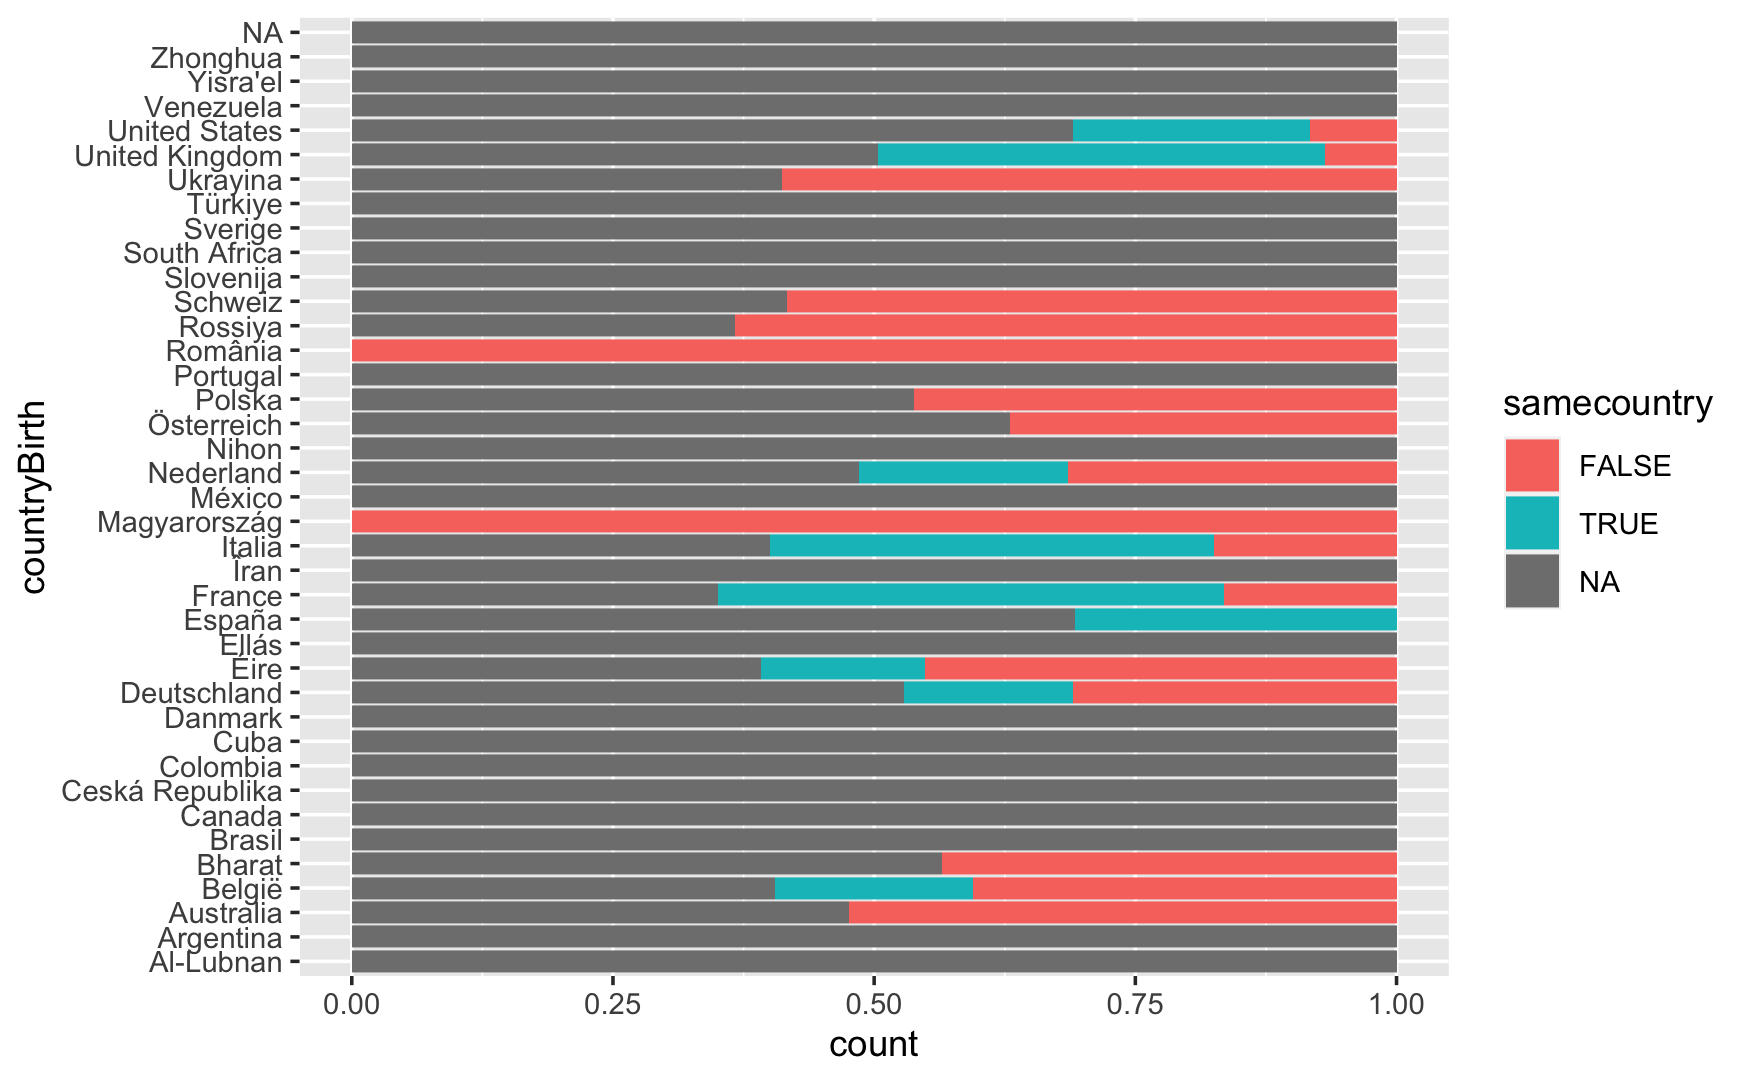 NA
Zhonghua
Yisra'el
Venezuela
United States
United Kingdom
Ukrayina
Türkiye
Sverige
South Africa
Slovenija
Schweiz
Rossiya
România
Portugal
Polska
Österreich
Nihon
Nederland
México
Magyarország
Italia
Îran
France
España
Ellás
Éire
Deutschland
Danmark
Cuba
Colombia
Ceská Republika
Canada
Brasil
Bharat
België
Australia
Argentina
Al-Lubnan
countryBirth
0.00 0.25 0.50 0.75 1.00
count
samecountry
FALSE
TRUE
NA